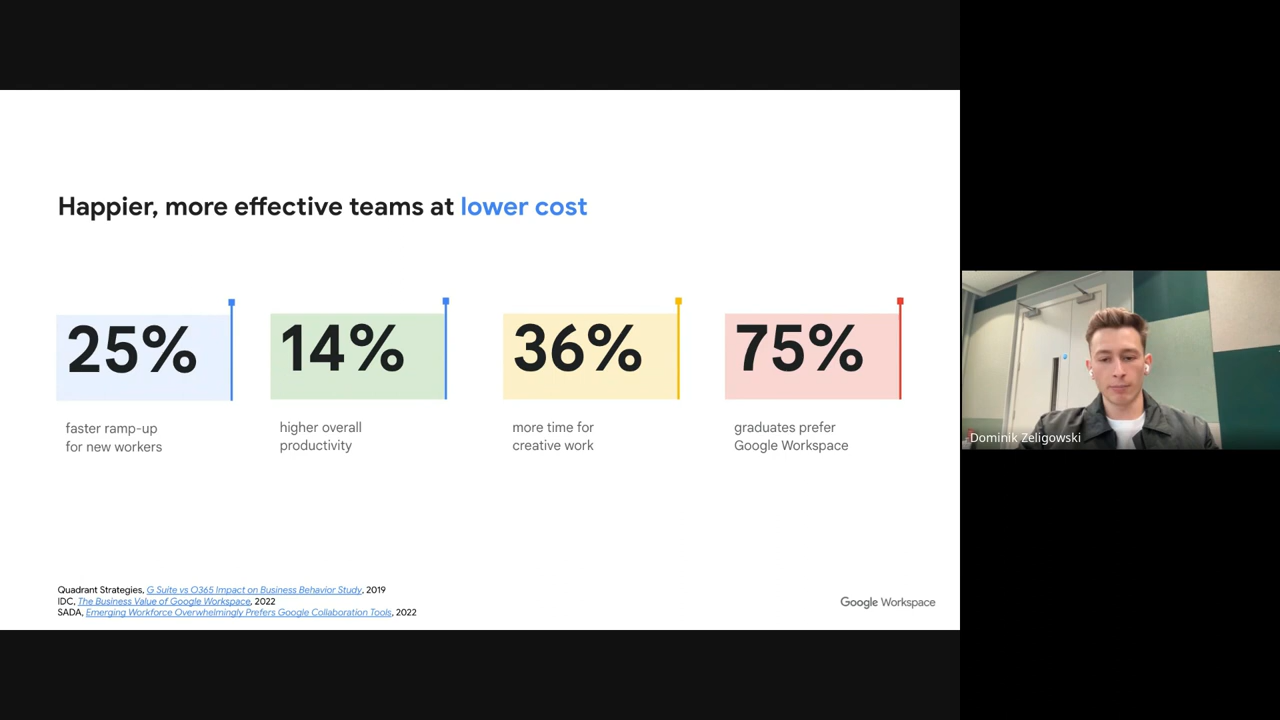 Happier, more effective teams at lower cost
25%
faster ramp-up
for new workers
14%
higher overall
productivity
36%
more time for
creative work
75%
graduates prefer
Google Workspace
Quadrant Strategies, G Suite vs O365 Impact on Business Behavior Study, 2019
IDC, The Business Value of Google Workspace, 2022
SADA, Emerging Workforce Overwhelmingly Prefers Google Collaboration Tools, 2022
Google Workspace
Dominik Zeligowski